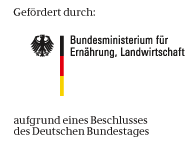 Gefördert durch:
Bundesministerium für
Ernährung, Landwirtschaft
aufgrund eines Beschlusses
des Deutschen Bundestages